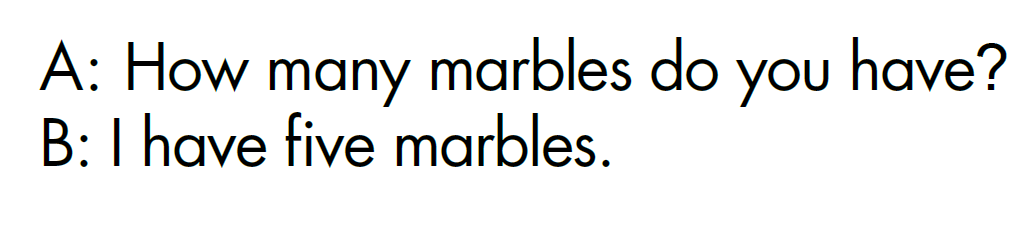 A: How many marbles do you have?
B: I have five marbles.